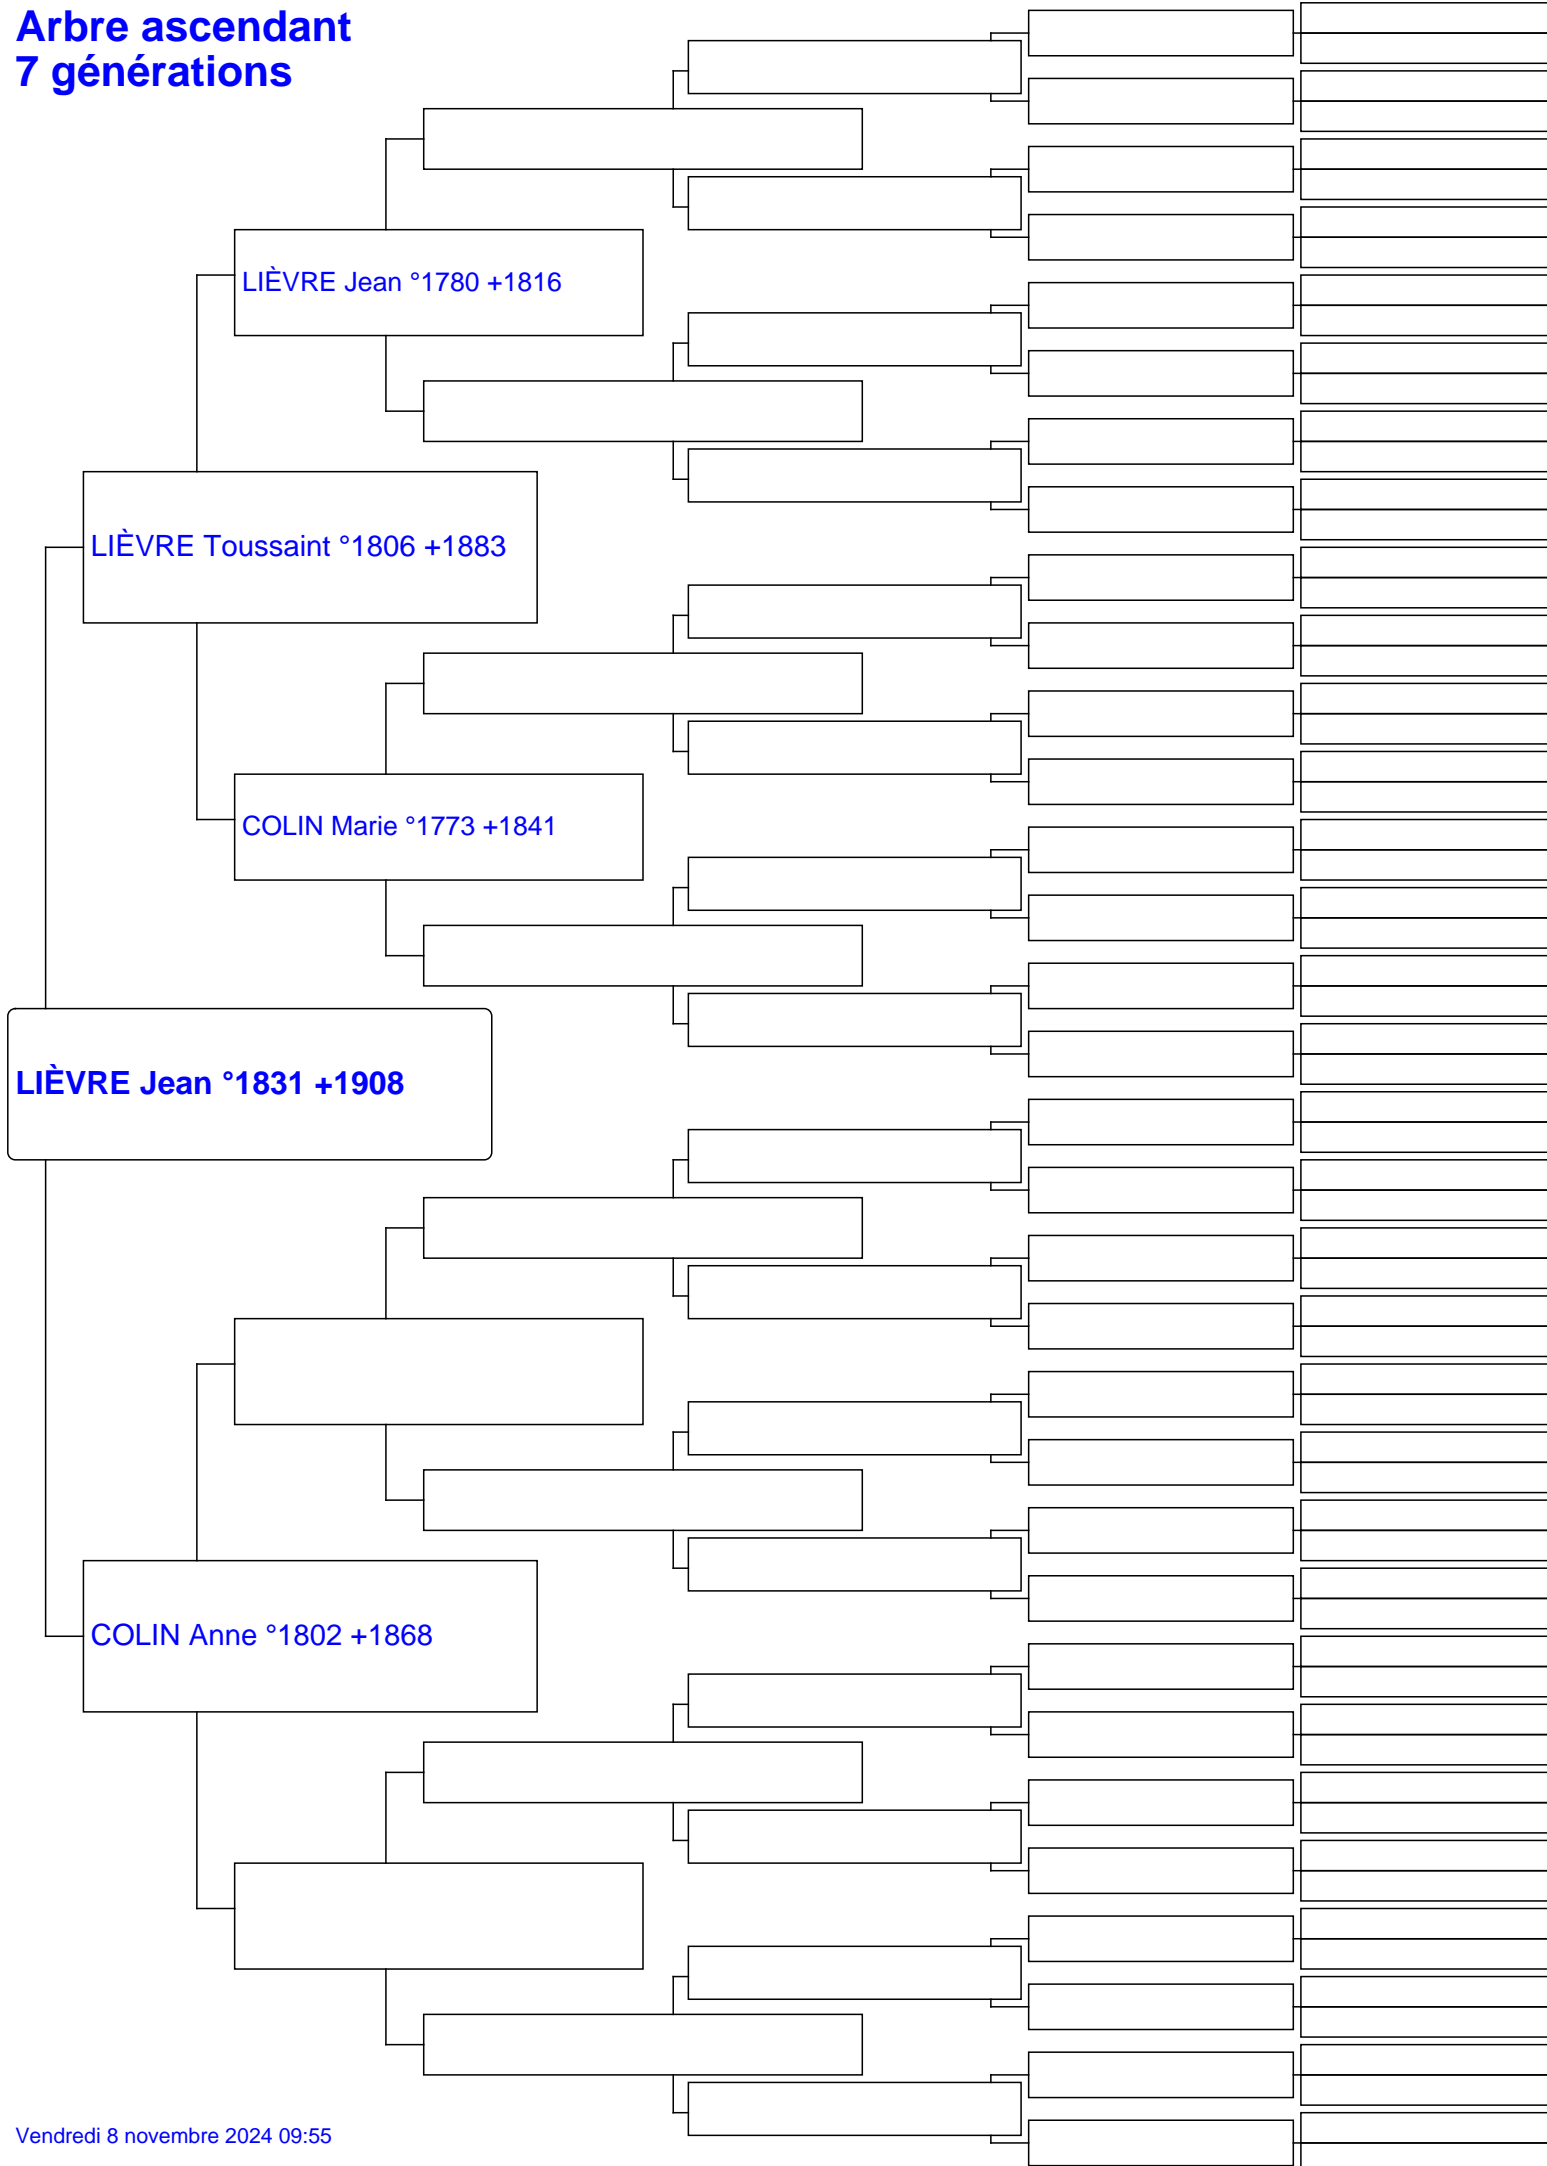 Arbre ascendant
7 générations
LIÈVRE Jean °1780 +1816
LIÈVRE Toussaint °1806 +1883
COLIN Marie °1773 +1841
LIÈVRE Jean °1831 +1908
COLIN Anne °1802 +1868
Vendredi 8 novembre 2024 09:55